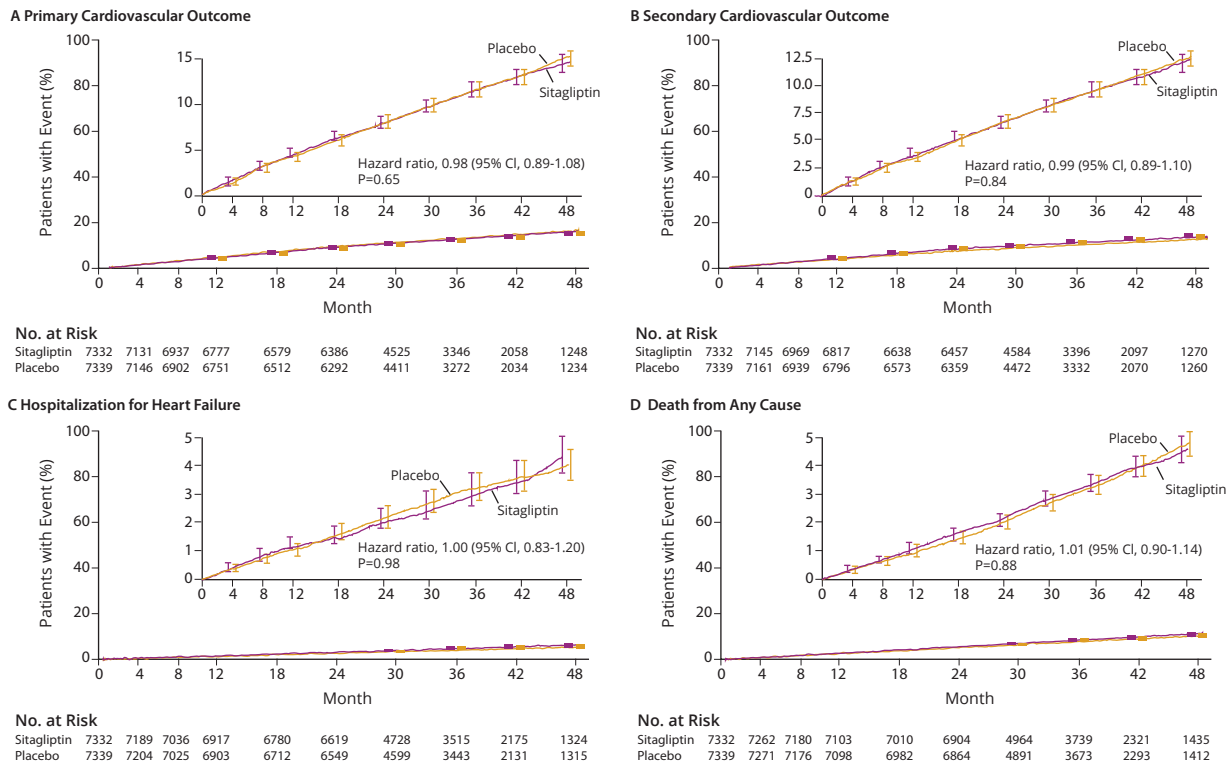 A Primary Cardiovascular Outcome
Patients with Event (%)
100
80
60
40
20
0
15
10
5
0
Placebo
Sitagliptin
Hazard ratio, 0.98 (95% Cl, 0.89-1.08)
P=0.65
0 4 8 12 18 24 30 36 42 48
0 4 8 12 18 24 30 36 42 48
Month
No. at Risk
Sitagliptin 7332 7131 6937 6777 6579 6386 4525 3346 2058 1248
Placebo 7339 7146 6902 6751 6512 6292 4411 3272 2034 1234
B Secondary Cardiovascular Outcome
Patients with Event (%)
100
80
60
40
20
0
12.5
10.0
7.5
5.0
2.5
0
Placebo
Sitagliptin
Hazard ratio, 0.99 (95% Cl, 0.89-1.10)
P=0.84
0 4 8 12 18 24 30 36 42 48
0 4 8 12 18 24 30 36 42 48
Month
No. at Risk
Sitagliptin 7332 7145 6969 6817 6638 6457 4584 3396 2097 1270
Placebo 7339 7161 6939 6796 6573 6359 4472 3332 2070 1260
C Hospitalization for Heart Failure
Patients with Event (%)
100
80
60
40
20
0
5
4
3
2
1
0
Placebo
Sitagliptin
Hazard ratio, 1.00 (95% Cl, 0.83-1.20)
P=0.98
0 4 8 12 18 24 30 36 42 48
0 4 8 12 18 24 30 36 42 48
Month
No. at Risk
Sitagliptin 7332 7189 7036 6917 6780 6619 4728 3515 2175 1324
Placebo 7339 7204 7025 6903 6712 6549 4599 3443 2131 1315
D Death from Any Cause
Patients with Event (%)
100
80
60
40
20
0
5
4
3
2
1
0
Placebo
Sitagliptin
Hazard ratio, 1.01 (95% Cl, 0.90-1.14)
P=0.88
0 4 8 12 18 24 30 36 42 48
0 4 8 12 18 24 30 36 42 48
Month
No. at Risk
Sitagliptin 7332 7262 7180 7103 7010 6904 4964 3739 2321 1435
Placebo 7339 7271 7176 7098 6982 6864 4891 3673 2293 1412